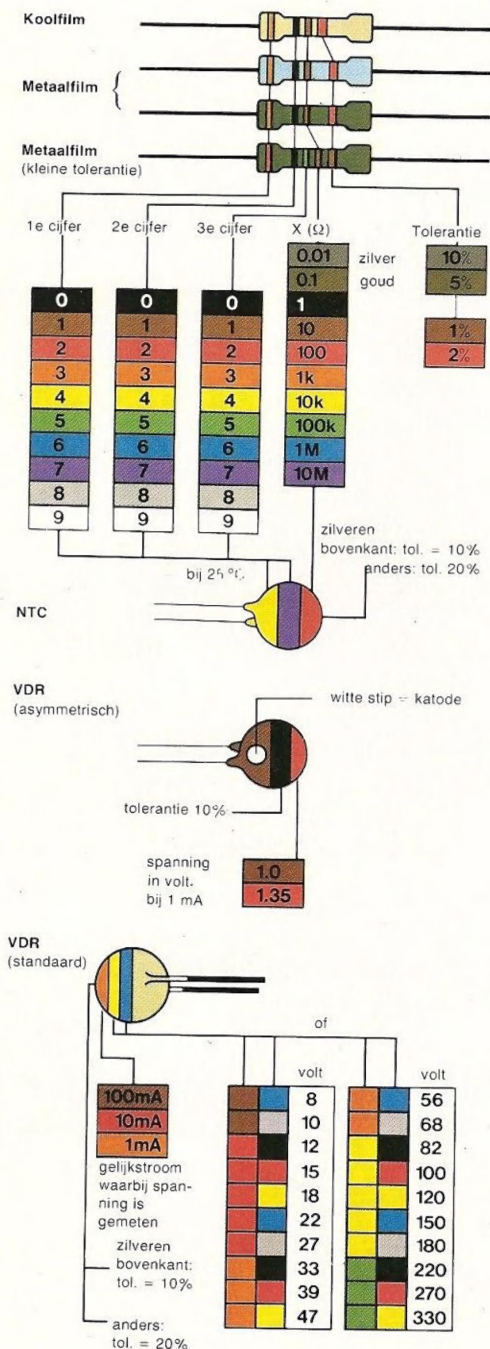 Koolfilm
Metaalfilm {
Metaalfilm
(kleine tolerantie)
1e cijfer 2e cijfer 3e cijfer X (Ω) Tolerantie
0.01 zilver 10%
0.1 goud 5%
0 0 0 1
1 1 1 10 1%
2 2 2 100 2%
3 3 3 1k
4 4 4 10k
5 5 5 100k
6 6 6 1M
7 7 7 10M
8 8 8
9 9 9
zilveren
bovenkant: tol. = 10%
anders: tol. 20%
bij 25 °C
NTC
VDR
(asymmetrisch)
witte stip = katode
tolerantie 10%
spanning
in volt.
bij 1 mA
1.0
1.35
VDR
(standaard)
of
100mA
10mA
1mA
gelijkstroom
waarbij span-
ning is
gemeten
zilveren
bovenkant:
tol. = 10%
anders:
tol. = 20%
volt volt
8 56
10 68
12 82
15 100
18 120
22 150
27 180
33 220
39 270
47 330